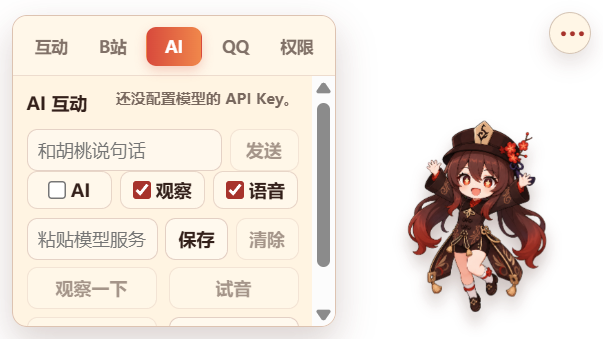 互动 B站 AI QQ 权限
AI 互动 还没配置模型的 API Key。
和胡桃说句话 发送
AI 观察 语音
粘贴模型服务 保存 清除
观察一下 试音